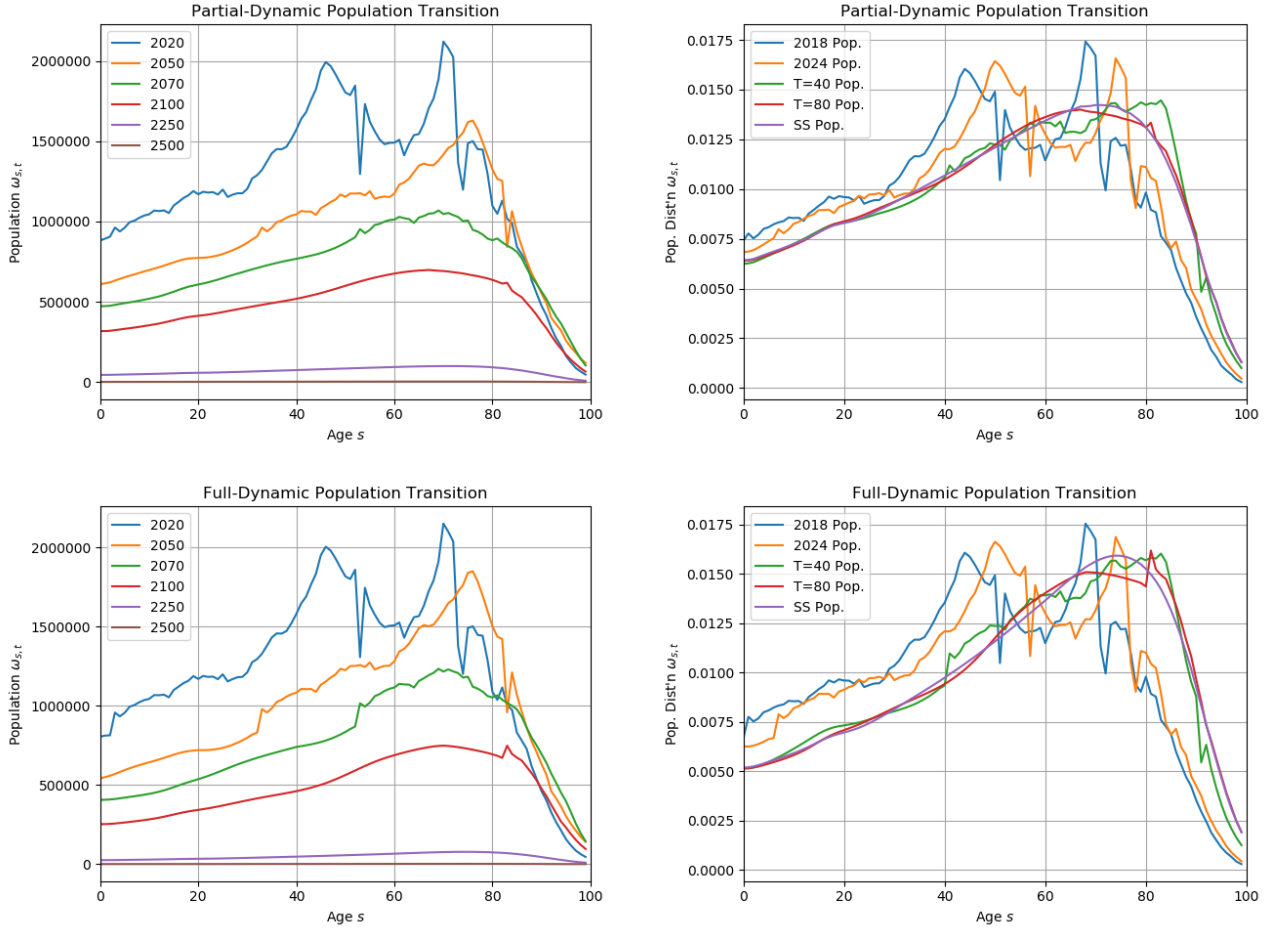 Partial-Dynamic Population Transition
2020
2050
2070
2100
2250
2500
2000000
1500000
1000000
500000
0
0 20 40 60 80 100
Population ω_{s,t}
Age s
Partial-Dynamic Population Transition
2018 Pop.
2024 Pop.
T=40 Pop.
T=80 Pop.
SS Pop.
0.0175
0.0150
0.0125
0.0100
0.0075
0.0050
0.0025
0.0000
0 20 40 60 80 100
Pop. Dist'n ω_{s,t}
Age s
Full-Dynamic Population Transition
2020
2050
2070
2100
2250
2500
2000000
1500000
1000000
500000
0
0 20 40 60 80 100
Population ω_{s,t}
Age s
Full-Dynamic Population Transition
2018 Pop.
2024 Pop.
T=40 Pop.
T=80 Pop.
SS Pop.
0.0175
0.0150
0.0125
0.0100
0.0075
0.0050
0.0025
0.0000
0 20 40 60 80 100
Pop. Dist'n ω_{s,t}
Age s